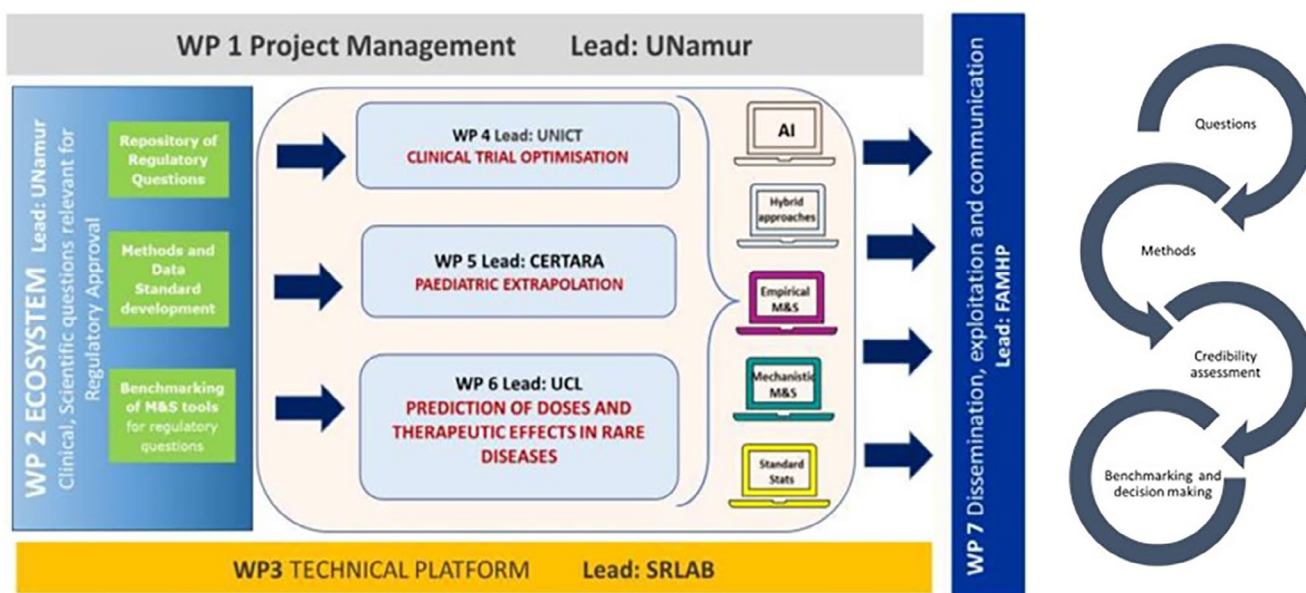 WP 1 Project Management Lead: UNamur
WP 2 ECOSYSTEM Lead: UNamur
Clinical, Scientific questions relevant for
Regulatory Approval
Repository of
Regulatory
Questions
Methods and
Data
Standard
development
Benchmarking
of M&S tools
for regulatory
questions
WP 4 Lead: UNICT
CLINICAL TRIAL OPTIMISATION
WP 5 Lead: CERTARA
PAEDIATRIC EXTRAPOLATION
WP 6 Lead: UCL
PREDICTION OF DOSES AND
THERAPEUTIC EFFECTS IN RARE
DISEASES
AI
Hybrid
approaches
Empirical
M&S
Mechanistic
M&S
Standard
Stats
WP3 TECHNICAL PLATFORM Lead: SRLAB
WP 7 Dissemination, exploitation and communication
Lead: FAMHP
Questions
Methods
Credibility
assessment
Benchmarking and
decision making